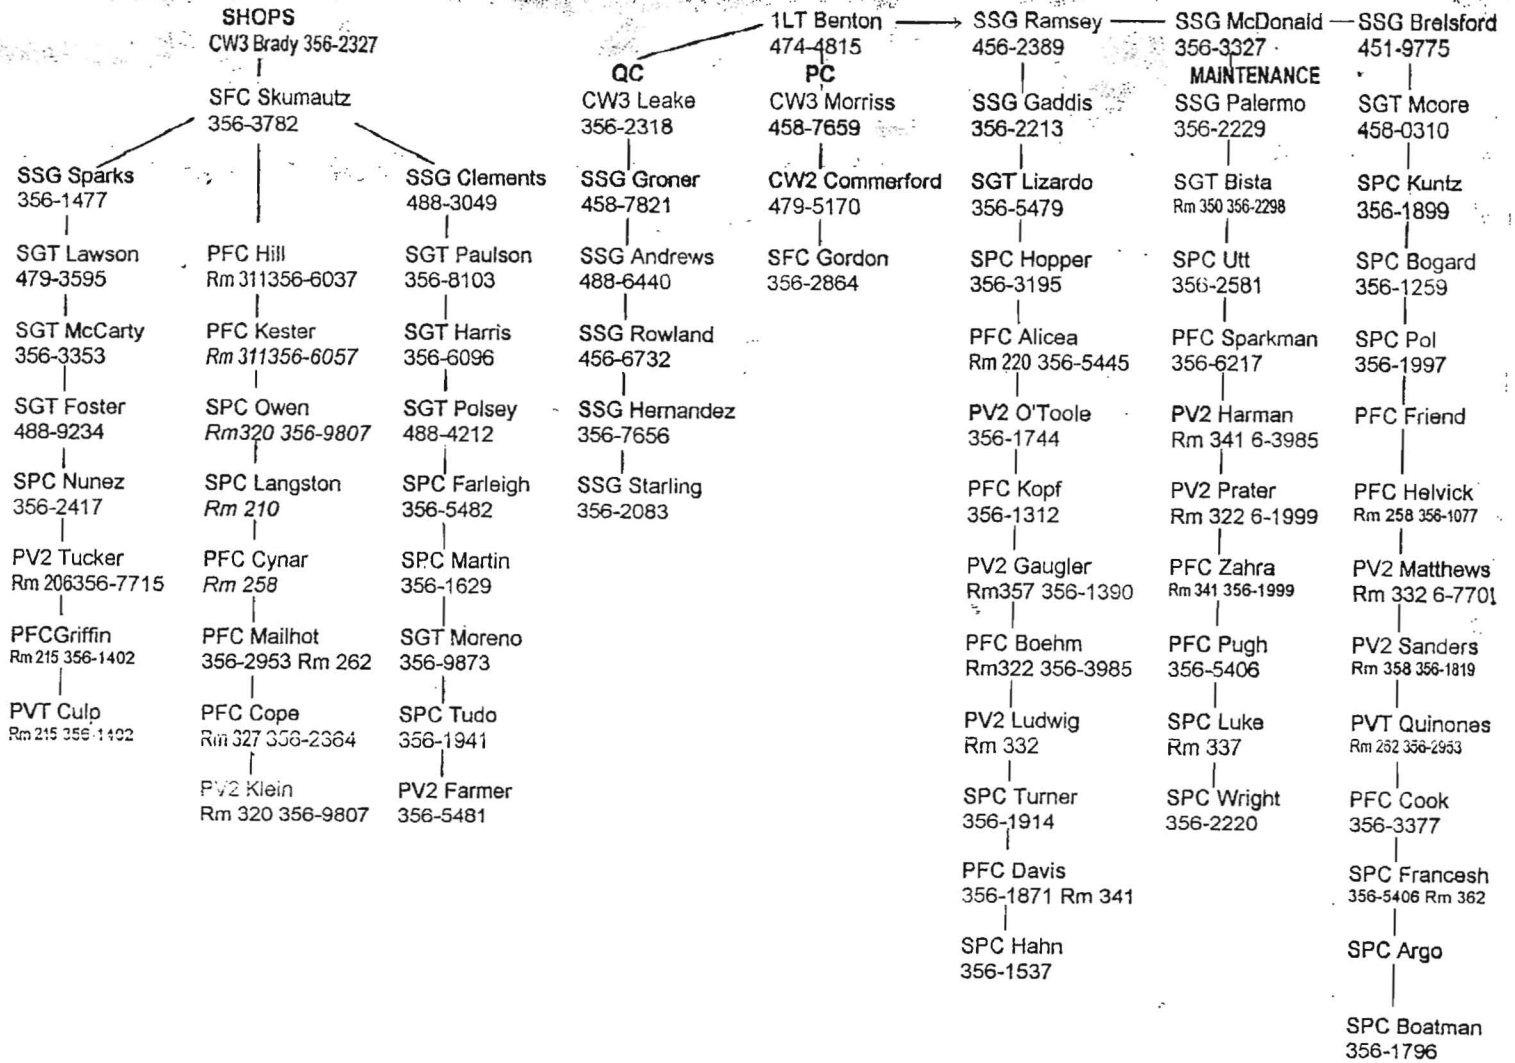 SHOPS
CW3 Brady 356-2327
SFC Skumautz
356-3782
SSG Sparks
356-1477
SGT Lawson
479-3595
SGT McCarty
356-3353
SGT Foster
488-9234
SPC Nunez
356-2417
PV2 Tucker
Rm 206356-7715
PFCGriffin
Rm 215 356-1402
PVT Culp
Rm 215 356-1402
PFC Hill
Rm 311356-6037
PFC Kester
Rm 311356-6057
SPC Owen
Rm320 356-9807
SPC Langston
Rm 210
PFC Cynar
Rm 258
PFC Mailhot
356-2953 Rm 262
PFC Cope
Rm 327 356-2364
PV2 Klein
Rm 320 356-9807
SSG Clements
488-3049
SGT Paulson
356-8103
SGT Harris
356-6096
SGT Polsey
488-4212
SPC Farleigh
356-5482
SPC Martin
356-1629
SGT Moreno
356-9873
SPC Tudo
356-1941
PV2 Farmer
356-5481
1LT Benton
474-4815
QC
CW3 Leake
356-2318
SSG Groner
458-7821
SSG Andrews
488-6440
SSG Rowland
456-6732
SSG Hernandez
356-7656
SSG Starling
356-2083
PC
CW3 Morriss
458-7659
CW2 Commerford
479-5170
SFC Gordon
356-2864
SSG Ramsey
456-2389
SSG Gaddis
356-2213
SGT Lizardo
356-5479
SPC Hopper
356-3195
PFC Alicea
Rm 220 356-5445
PV2 O'Toole
356-1744
PFC Kopf
356-1312
PV2 Gaugler
Rm357 356-1390
PFC Boehm
Rm322 356-3985
PV2 Ludwig
Rm 332
SPC Turner
356-1914
PFC Davis
356-1871 Rm 341
SPC Hahn
356-1537
SSG McDonald
356-3327
MAINTENANCE
SSG Palermo
356-2229
SGT Bista
Rm 350 356-2298
SPC Utt
356-2581
PFC Sparkman
356-6217
PV2 Harman
Rm 341 6-3985
PV2 Prater
Rm 322 6-1999
PFC Zahra
Rm 341 356-1999
PFC Pugh
356-5406
SPC Luke
Rm 337
SPC Wright
356-2220
SSG Brelsford
451-9775
SGT Moore
458-0310
SPC Kuntz
356-1899
SPC Bogard
356-1259
SPC Pol
356-1997
PFC Friend
PFC Helvick
Rm 258 356-1077
PV2 Matthews
Rm 332 6-7701
PV2 Sanders
Rm 358 356-1819
PVT Quinones
Rm 262 356-2953
PFC Cook
356-3377
SPC Francesh
356-5406 Rm 362
SPC Argo
SPC Boatman
356-1796